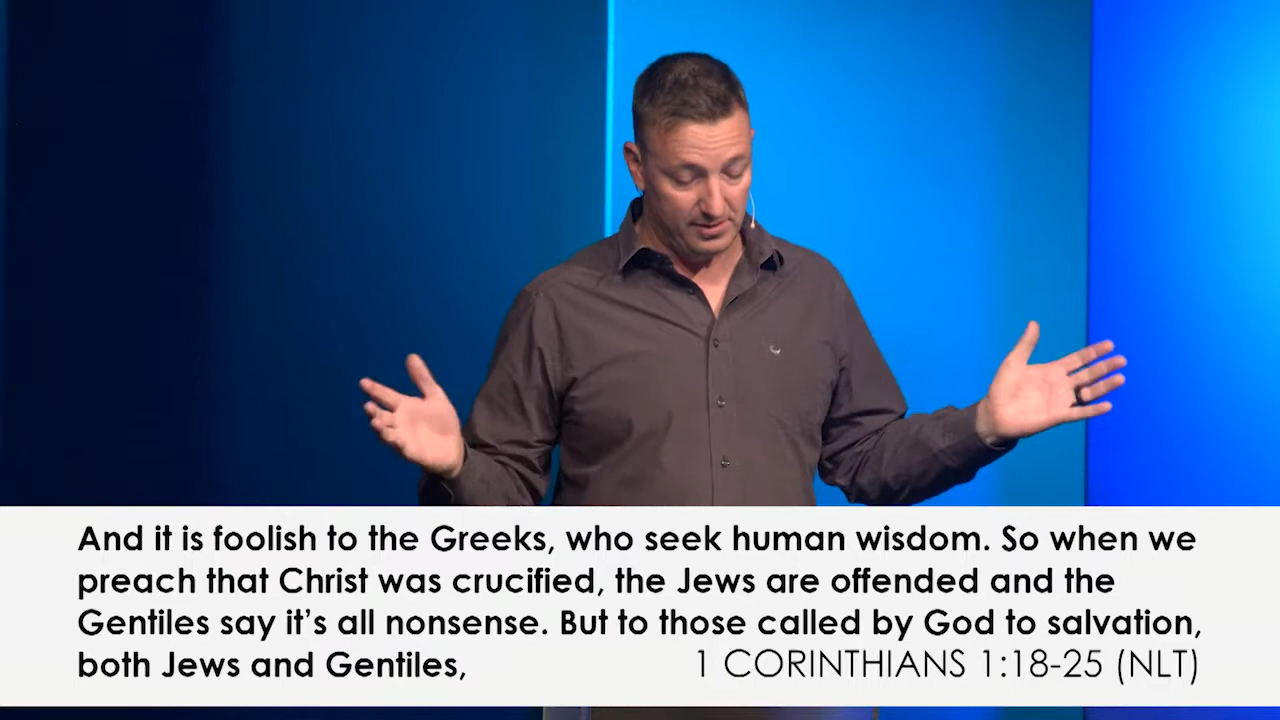 And it is foolish to the Greeks, who seek human wisdom. So when we
preach that Christ was crucified, the Jews are offended and the
Gentiles say it’s all nonsense. But to those called by God to salvation,
both Jews and Gentiles, 1 CORINTHIANS 1:18-25 (NLT)